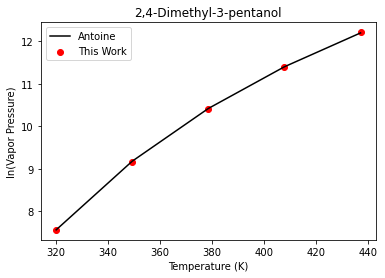 2,4-Dimethyl-3-pentanol
Antoine
This Work
12
11
10
9
8
ln(Vapor Pressure)
320 340 360 380 400 420 440
Temperature (K)